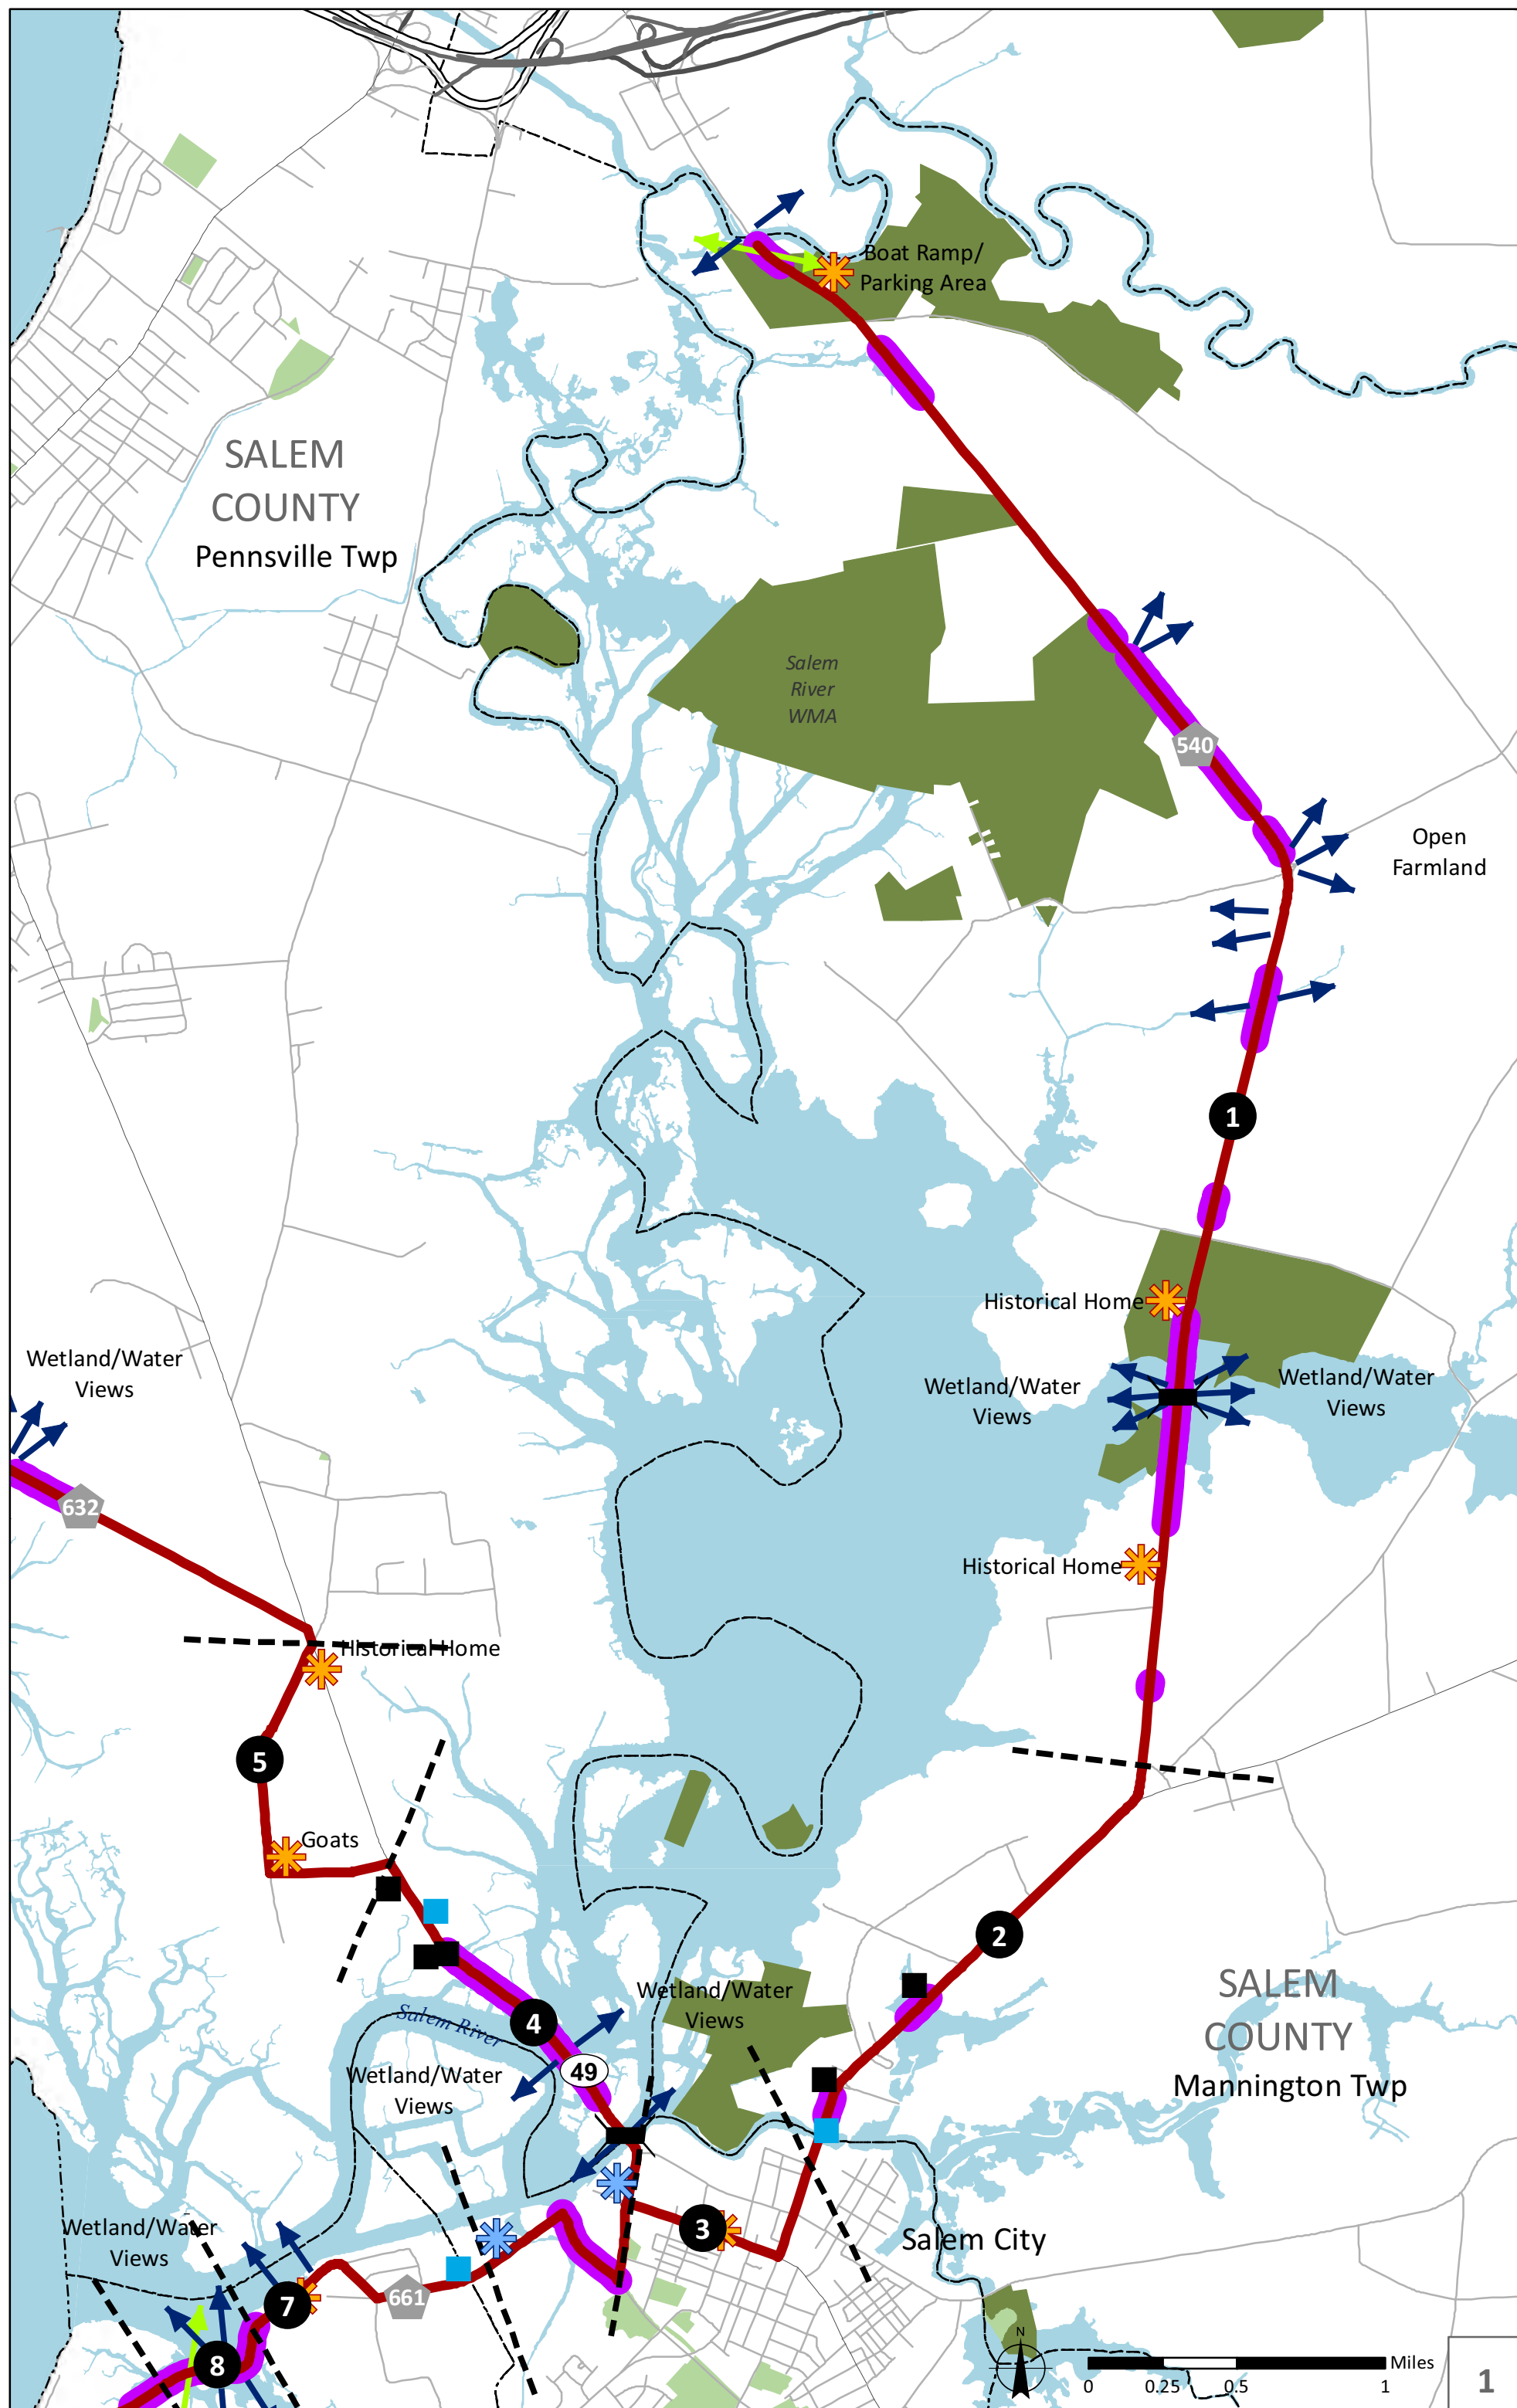 Boat Ramp/
Parking Area
SALEM
COUNTY
Pennsville Twp
Salem
River
WMA
540
Open
Farmland
1
Historical Home
Wetland/Water
Views
Wetland/Water
Views
Wetland/Water
Views
632
Historical Home
Historical Home
5
Goats
2
Wetland/Water
Views
SALEM
COUNTY
Mannington Twp
Salem River
4
49
Wetland/Water
Views
3
Salem City
Wetland/Water
Views
661
7
8
N
Miles
0 0.25 0.5 1
1